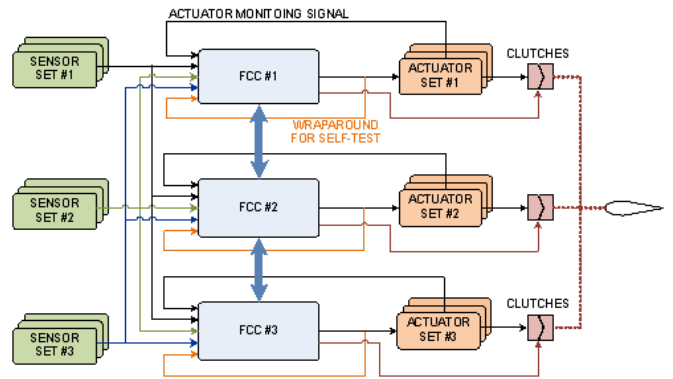 ACTUATOR MONITOING SIGNAL
SENSOR
SET #1
FCC #1
ACTUATOR
SET #1
CLUTCHES
WRAPAROUND
FOR SELF-TEST
SENSOR
SET #2
FCC #2
ACTUATOR
SET #2
SENSOR
SET #3
FCC #3
ACTUATOR
SET #3
CLUTCHES